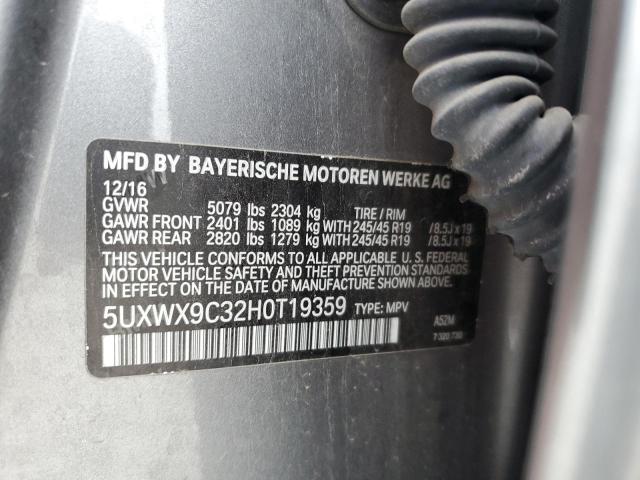 MFD BY BAYERISCHE MOTOREN WERKE AG
12/16
GVWR 5079 lbs 2304 kg TIRE / RIM
GAWR FRONT 2401 lbs 1089 kg WITH 245/45 R19 /8.5J x 19
GAWR REAR 2820 lbs 1279 kg WITH 245/45 R19 /8.5J x 19
THIS VEHICLE CONFORMS TO ALL APPLICABLE U. S. FEDERAL
MOTOR VEHICLE SAFETY AND THEFT PREVENTION STANDARDS
IN EFFECT ON THE DATE OF MANUFACTURE SHOWN ABOVE.
5UXWX9C32H0T19359 TYPE: MPV
A52M
7 320 730